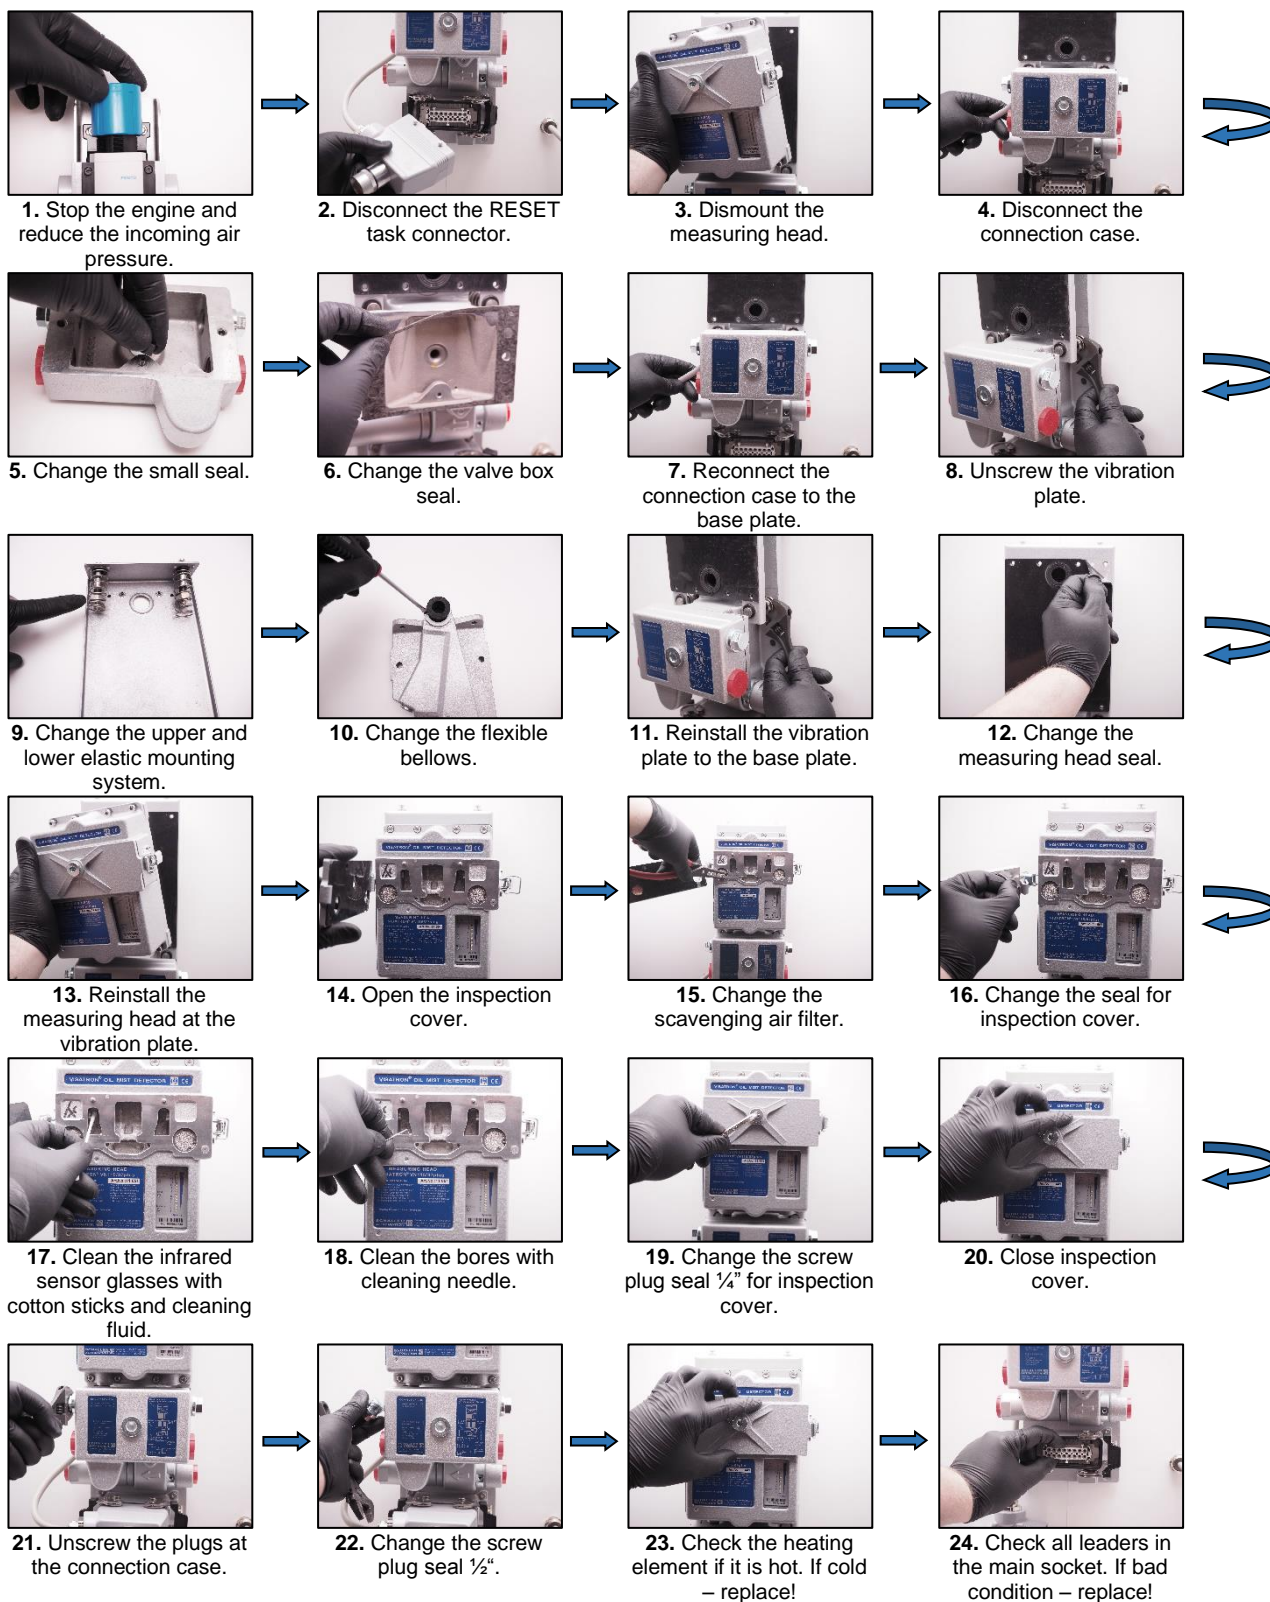 1. Stop the engine and
reduce the incoming air
pressure.
2. Disconnect the RESET
task connector.
3. Dismount the
measuring head.
4. Disconnect the
connection case.
5. Change the small seal.
6. Change the valve box
seal.
7. Reconnect the
connection case to the
base plate.
8. Unscrew the vibration
plate.
9. Change the upper and
lower elastic mounting
system.
10. Change the flexible
bellows.
11. Reinstall the vibration
plate to the base plate.
12. Change the
measuring head seal.
13. Reinstall the
measuring head at the
vibration plate.
14. Open the inspection
cover.
15. Change the
scavenging air filter.
16. Change the seal for
inspection cover.
VISATRON® OIL MIST DETECTOR
MEASURING HEAD
17. Clean the infrared
sensor glasses with
cotton sticks and cleaning
fluid.
18. Clean the bores with
cleaning needle.
19. Change the screw
plug seal ¼” for inspection
cover.
20. Close inspection
cover.
21. Unscrew the plugs at
the connection case.
22. Change the screw
plug seal ½“.
23. Check the heating
element if it is hot. If cold
– replace!
24. Check all leaders in
the main socket. If bad
condition – replace!